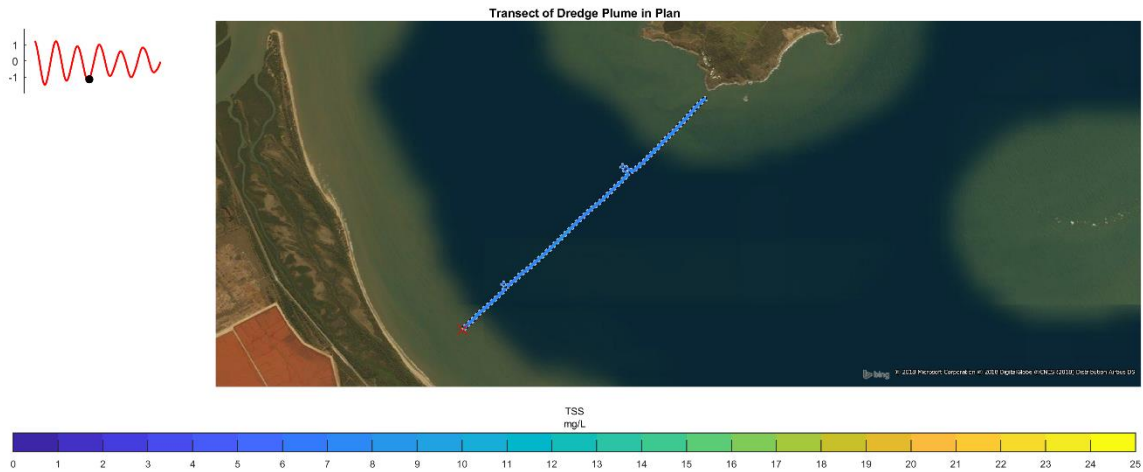 Transect of Dredge Plume in Plan
1
0
-1
bing © 2018 Microsoft Corporation © 2018 DigitalGlobe ©CNES (2018) Distribution Airbus DS
TSS
mg/L
0 1 2 3 4 5 6 7 8 9 10 11 12 13 14 15 16 17 18 19 20 21 22 23 24 25